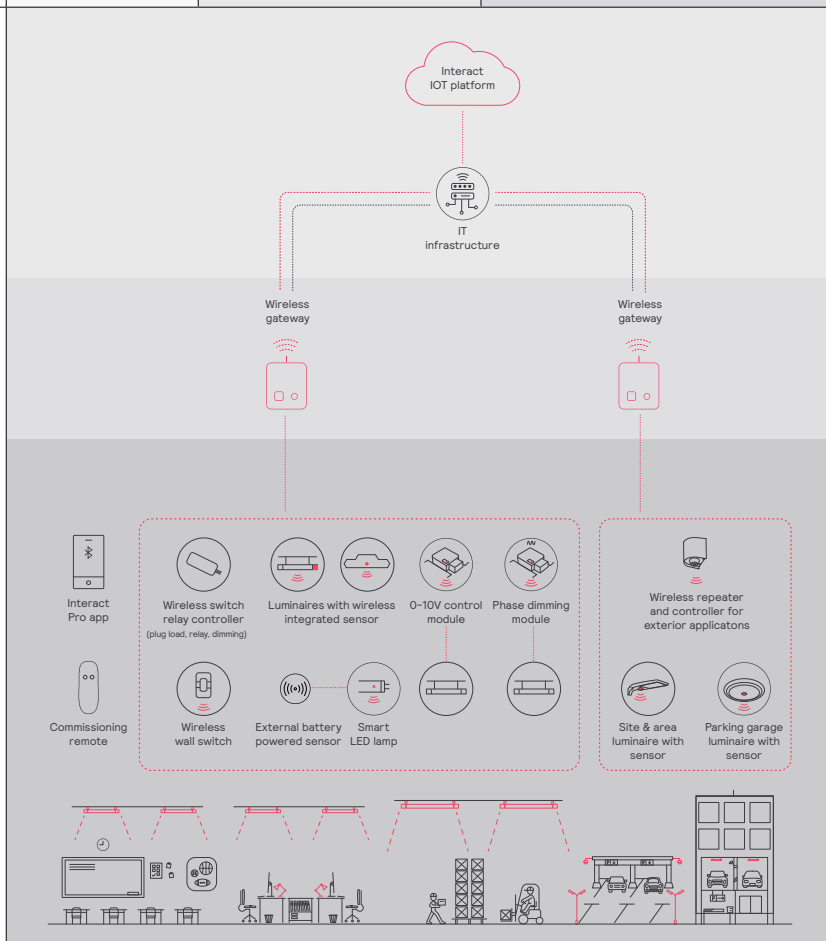 Interact
IOT platform
IT
infrastructure
Wireless
gateway
Wireless
gateway
Interact
Pro app
Wireless switch
relay controller
(plug load, relay, dimming)
Luminaires with wireless
integrated sensor
0-10V control
module
Phase dimming
module
Wireless repeater
and controller for
exterior applicatons
Commissioning
remote
Wireless
wall switch
External battery
powered sensor
Smart
LED lamp
Site & area
luminaire with
sensor
Parking garage
luminaire with
sensor